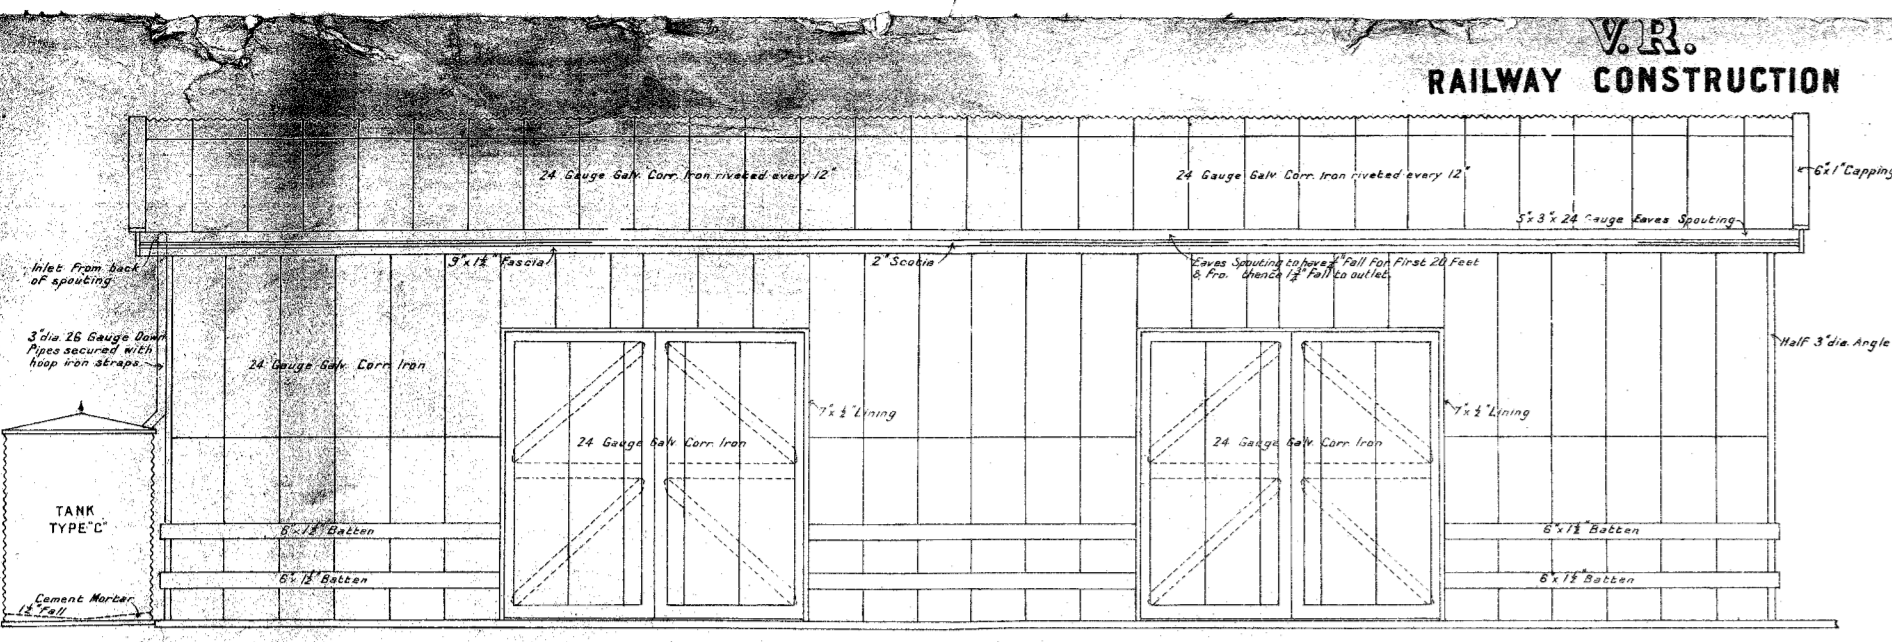 V.R.
RAILWAY CONSTRUCTION
24 Gauge Galv. Corr. Iron riveted every 12"
24 Gauge Galv Corr. Iron riveted every 12"
6"x1" Capping
5"x3"x24 Gauge Eaves Spouting
Inlet from back
of spouting
9"x1½" Fascia
2" Scotia
Eaves Spouting to have Fall for First 20 Feet
& Fro. thence Fall to outlet.
3"dia. 26 Gauge Down
Pipes secured with
hoop iron straps.
24 Gauge Galv. Corr. Iron
Half 3"dia. Angle
7"x½" Lining
7"x½" Lining
24 Gauge Galv. Corr. Iron
24 Gauge Galv. Corr. Iron
TANK
TYPE "C"
6"x1½" Batten
6"x1½" Batten
6"x1½" Batten
6"x1½" Batten
Cement Mortar
1½" Fall